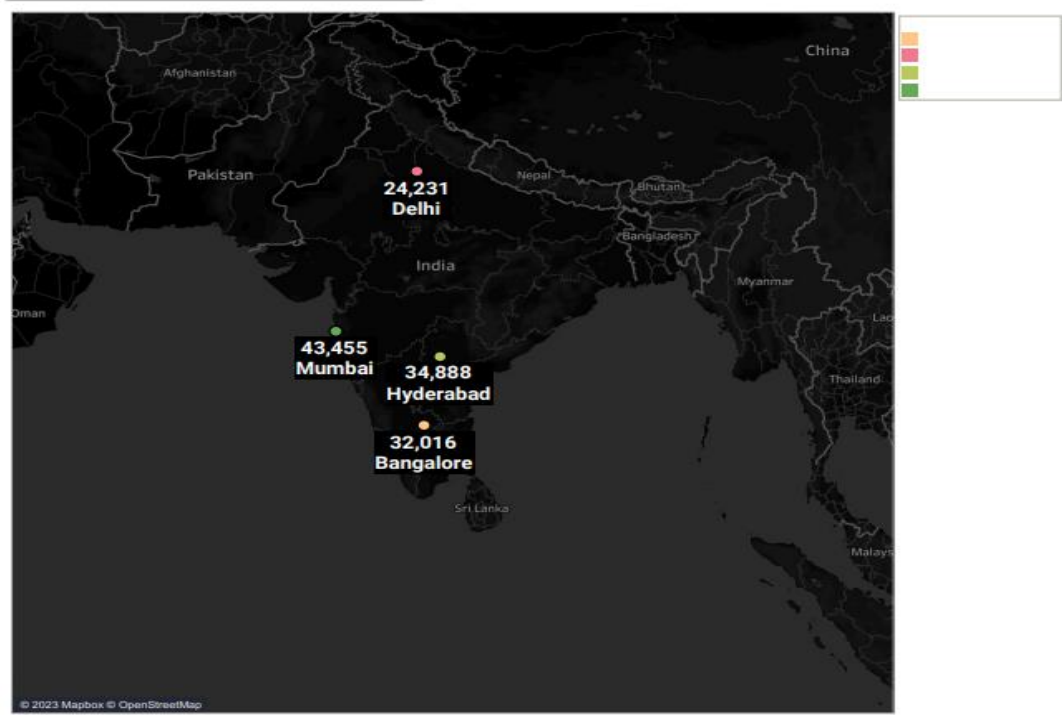 China
Afghanistan
Pakistan
Nepal
Bhutan
24,231
Delhi
Bangladesh
India
Myanmar
Oman
Lao
43,455
Mumbai
34,888
Hyderabad
Thailand
32,016
Bangalore
Sri Lanka
Malays
© 2023 Mapbox © OpenStreetMap